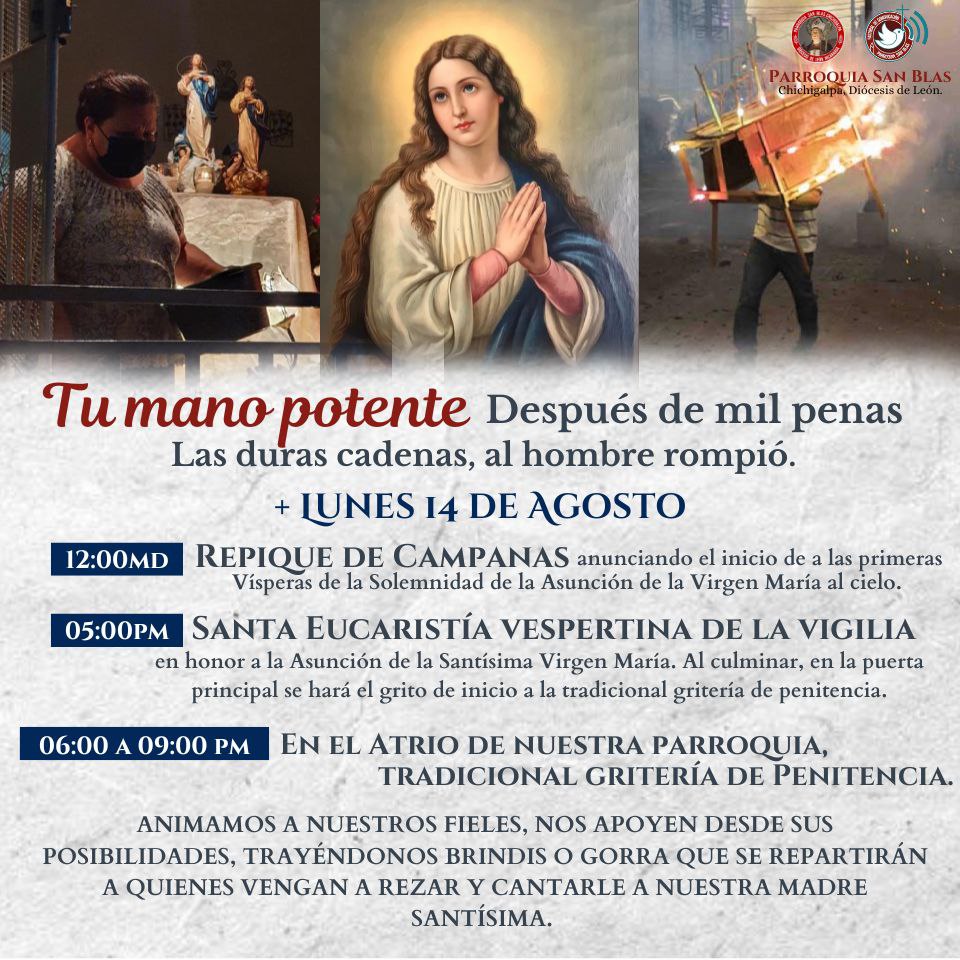 PARROQUIA SAN BLAS
Chichigalpa, Diócesis de León.
Tu mano potente Después de mil penas
Las duras cadenas, al hombre rompió.
+ LUNES 14 DE AGOSTO
12:00MD REPIQUE DE CAMPANAS anunciando el inicio de a las primeras
Vísperas de la Solemnidad de la Asunción de la Virgen María al cielo.
05:00PM SANTA EUCARISTÍA VESPERTINA DE LA VIGILIA
en honor a la Asunción de la Santísima Virgen María. Al culminar, en la puerta
principal se hará el grito de inicio a la tradicional gritería de penitencia.
06:00 A 09:00 PM EN EL ATRIO DE NUESTRA PARROQUIA,
TRADICIONAL GRITERÍA DE PENITENCIA.
ANIMAMOS A NUESTROS FIELES, NOS APOYEN DESDE SUS
POSIBILIDADES, TRAYÉNDONOS BRINDIS O GORRA QUE SE REPARTIRÁN
A QUIENES VENGAN A REZAR Y CANTARLE A NUESTRA MADRE
SANTÍSIMA.